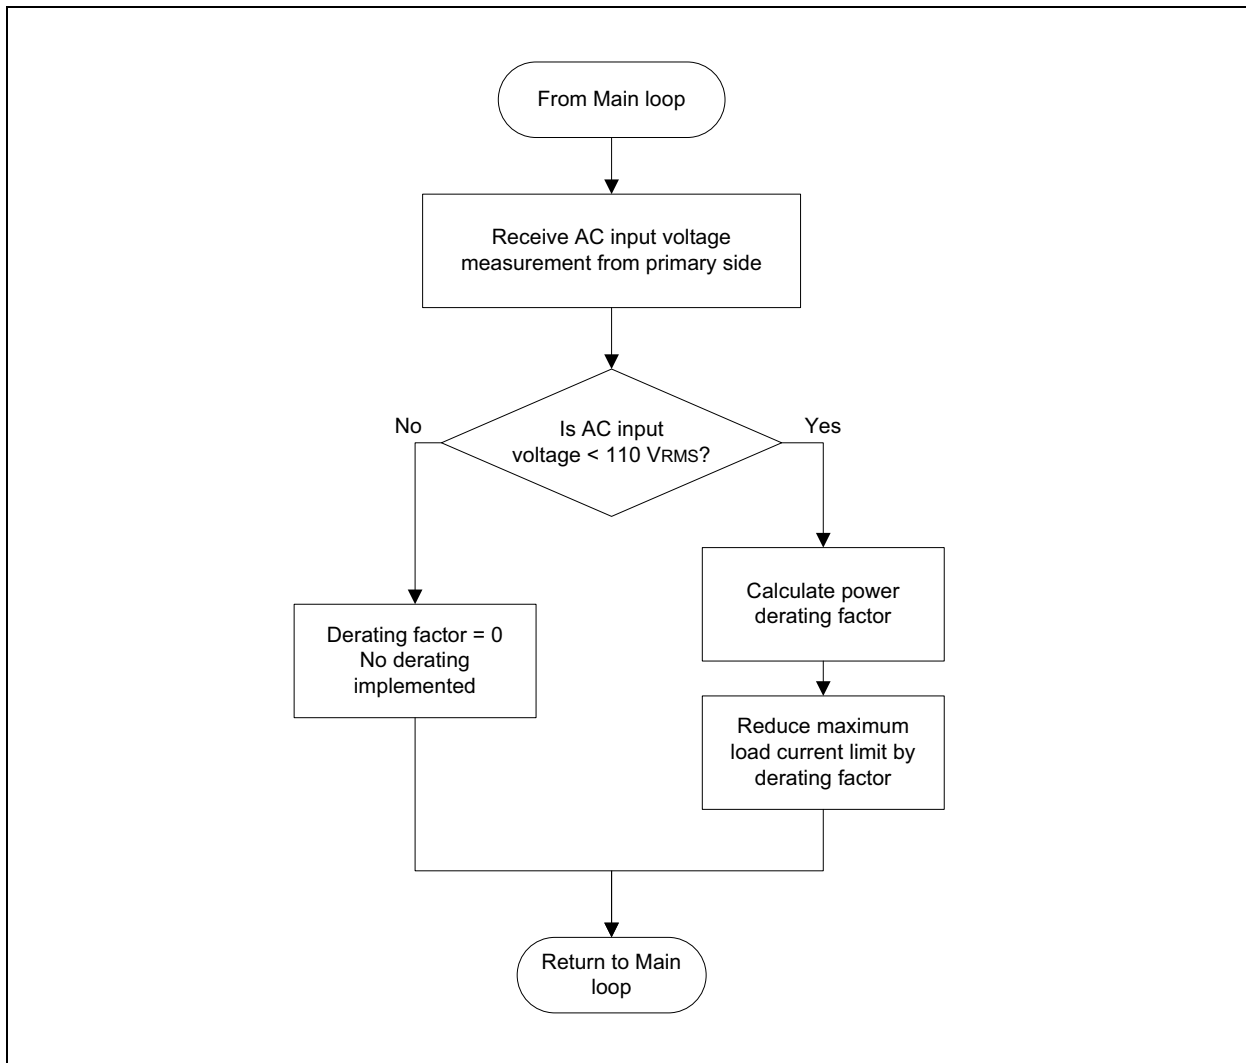 From Main loop
Receive AC input voltage
measurement from primary side
Is AC input
voltage < 110 VRMS?
No
Yes
Derating factor = 0
No derating
implemented
Calculate power
derating factor
Reduce maximum
load current limit by
derating factor
Return to Main
loop